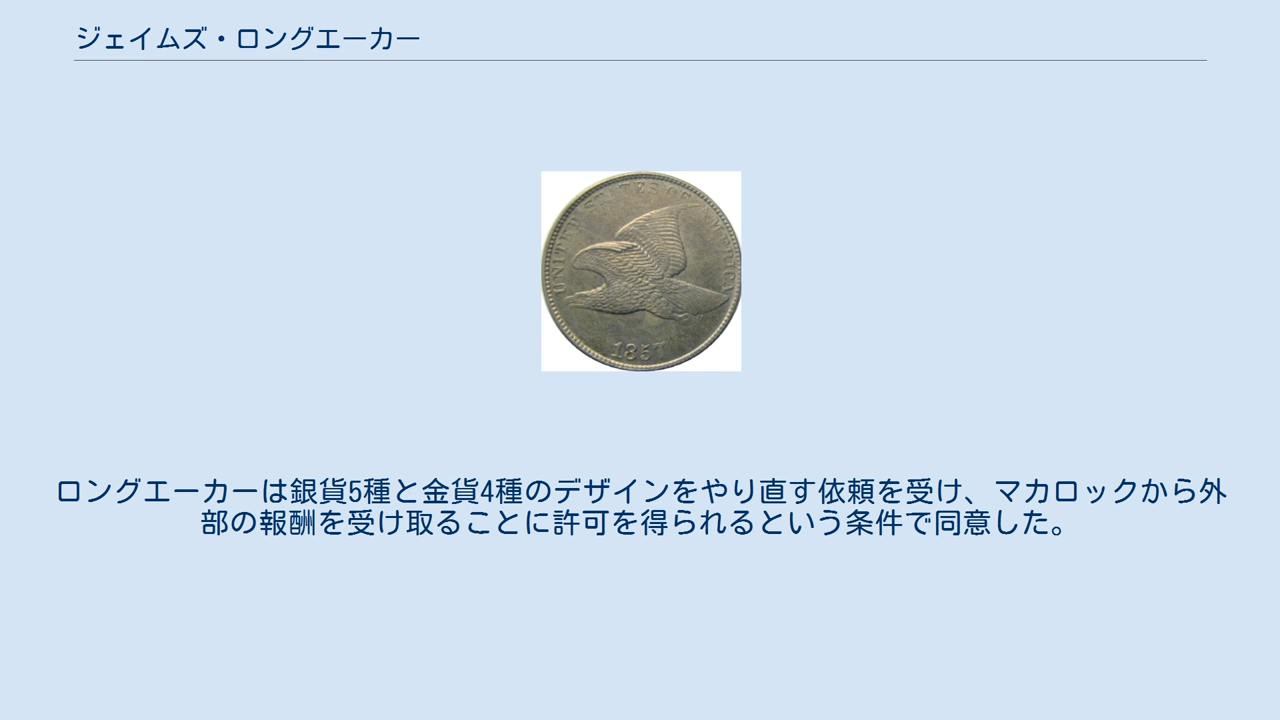 ジェイムズ・ロングエーカー
UNITED STATES OF AMERICA
1857
ロングエーカーは銀貨5種と金貨4種のデザインをやり直す依頼を受け、マカロックから外
部の報酬を受け取ることに許可を得られるという条件で同意した。